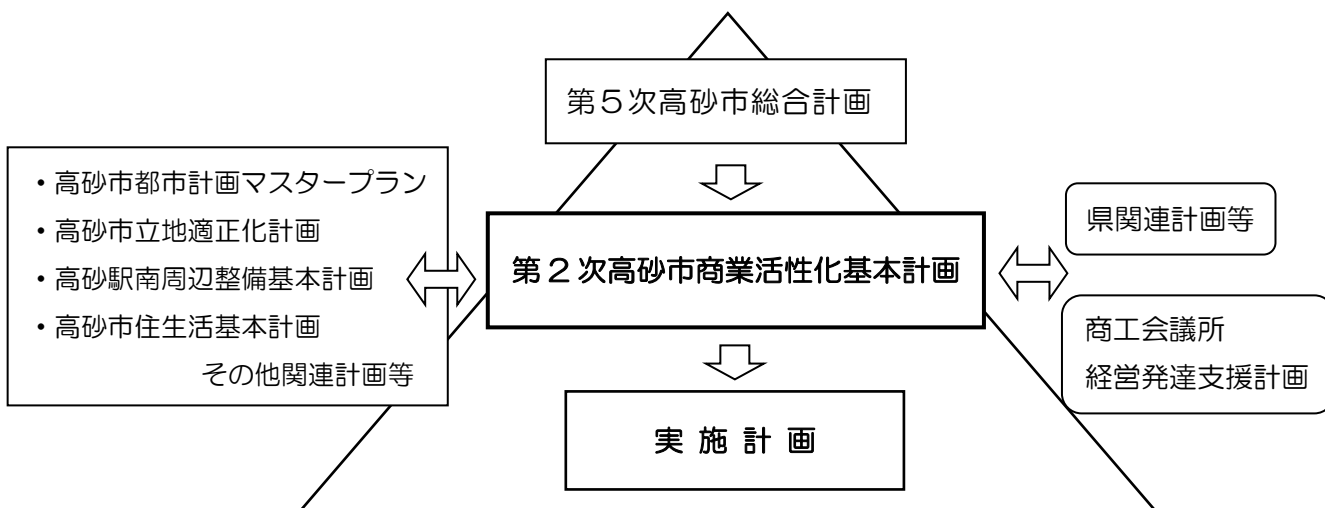 第５次高砂市総合計画
・高砂市都市計画マスタープラン
・高砂市立地適正化計画
・高砂駅南周辺整備基本計画
・高砂市住生活基本計画
その他関連計画等
第２次高砂市商業活性化基本計画
県関連計画等
商工会議所
経営発達支援計画
実施計画